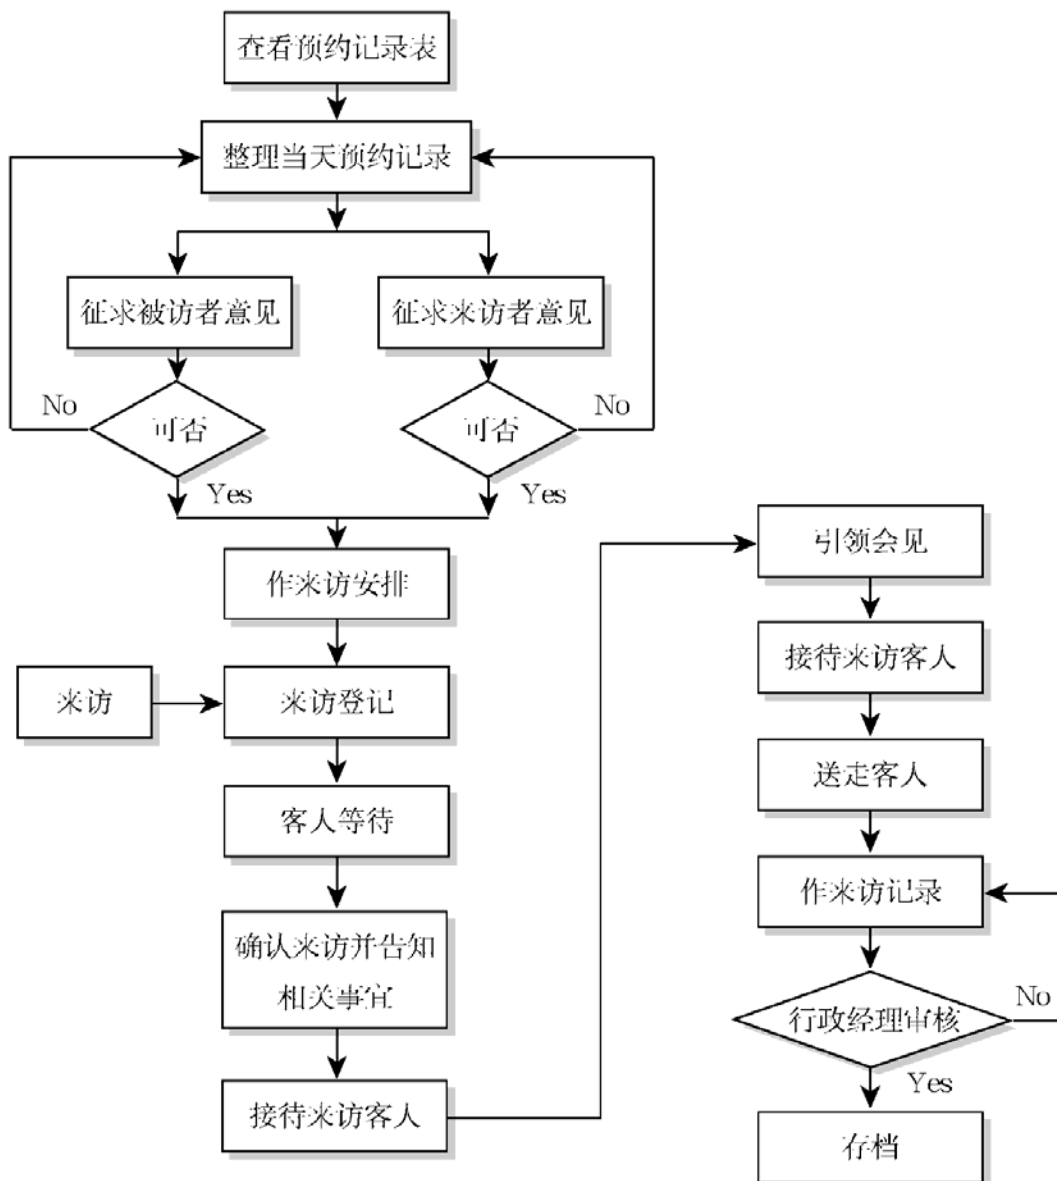 查看预约记录表
整理当天预约记录
征求被访者意见
征求来访者意见
No
可否
可否
No
Yes
Yes
作来访安排
来访
来访登记
客人等待
确认来访并告知
相关事宜
接待来访客人
引领会见
接待来访客人
送走客人
作来访记录
行政经理审核
No
Yes
存档